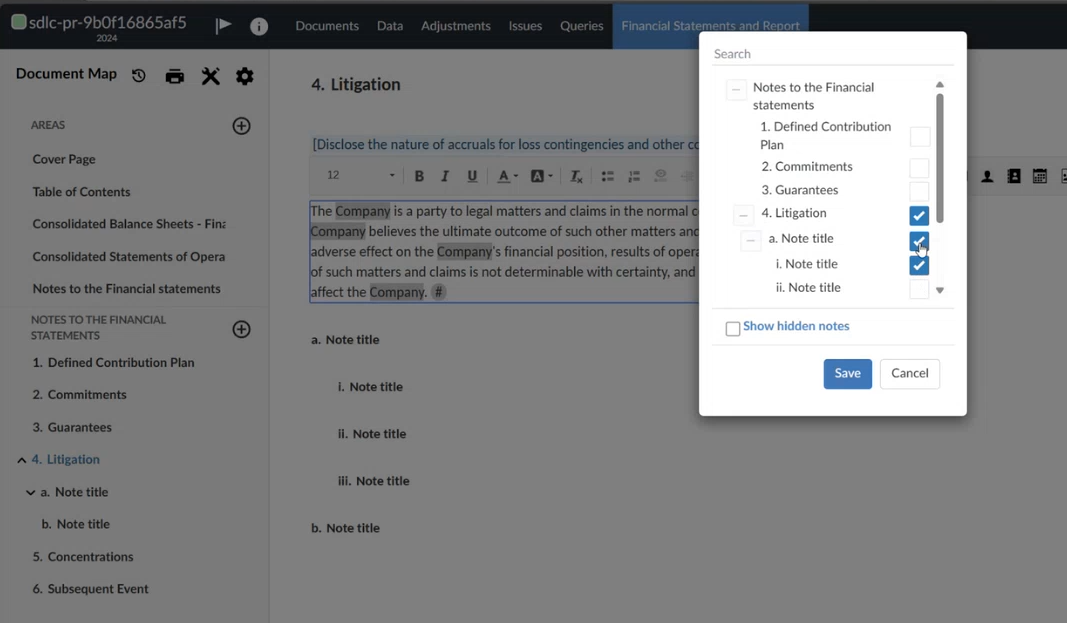 sdlc-pr-9b0f16865af5
2024
Documents
Data
Adjustments
Issues
Queries
Financial Statements and Report
Document Map
AREAS
Cover Page
Table of Contents
Consolidated Balance Sheets - Fina
Consolidated Statements of Opera
Notes to the Financial statements
NOTES TO THE FINANCIAL
STATEMENTS
1. Defined Contribution Plan
2. Commitments
3. Guarantees
4. Litigation
a. Note title
b. Note title
5. Concentrations
6. Subsequent Event
4. Litigation
[Disclose the nature of accruals for loss contingencies and other
12
B I U A A Tx
The Company is a party to legal matters and claims in the normal
Company believes the ultimate outcome of such other matters and
adverse effect on the Company's financial position, results of
of such matters and claims is not determinable with certainty, and
affect the Company. #
a. Note title
i. Note title
ii. Note title
iii. Note title
b. Note title
Search
Notes to the Financial
statements
1. Defined Contribution
Plan
2. Commitments
3. Guarantees
4. Litigation
a. Note title
i. Note title
ii. Note title
Show hidden notes
Save
Cancel